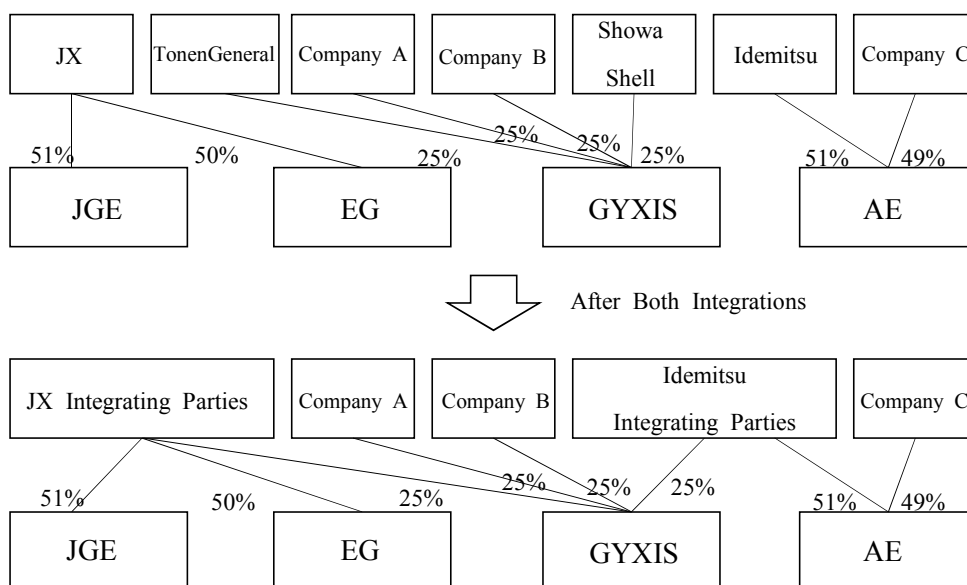 JX
TonenGeneral
Company A
Company B
Showa
Shell
Idemitsu
Company C
51%
50%
25%
25%
25%
25%
51%
49%
JGE
EG
GYXIS
AE
After Both Integrations
JX Integrating Parties
Company A
Company B
Idemitsu
Integrating Parties
Company C
51%
50%
25%
25%
25%
25%
51%
49%
JGE
EG
GYXIS
AE